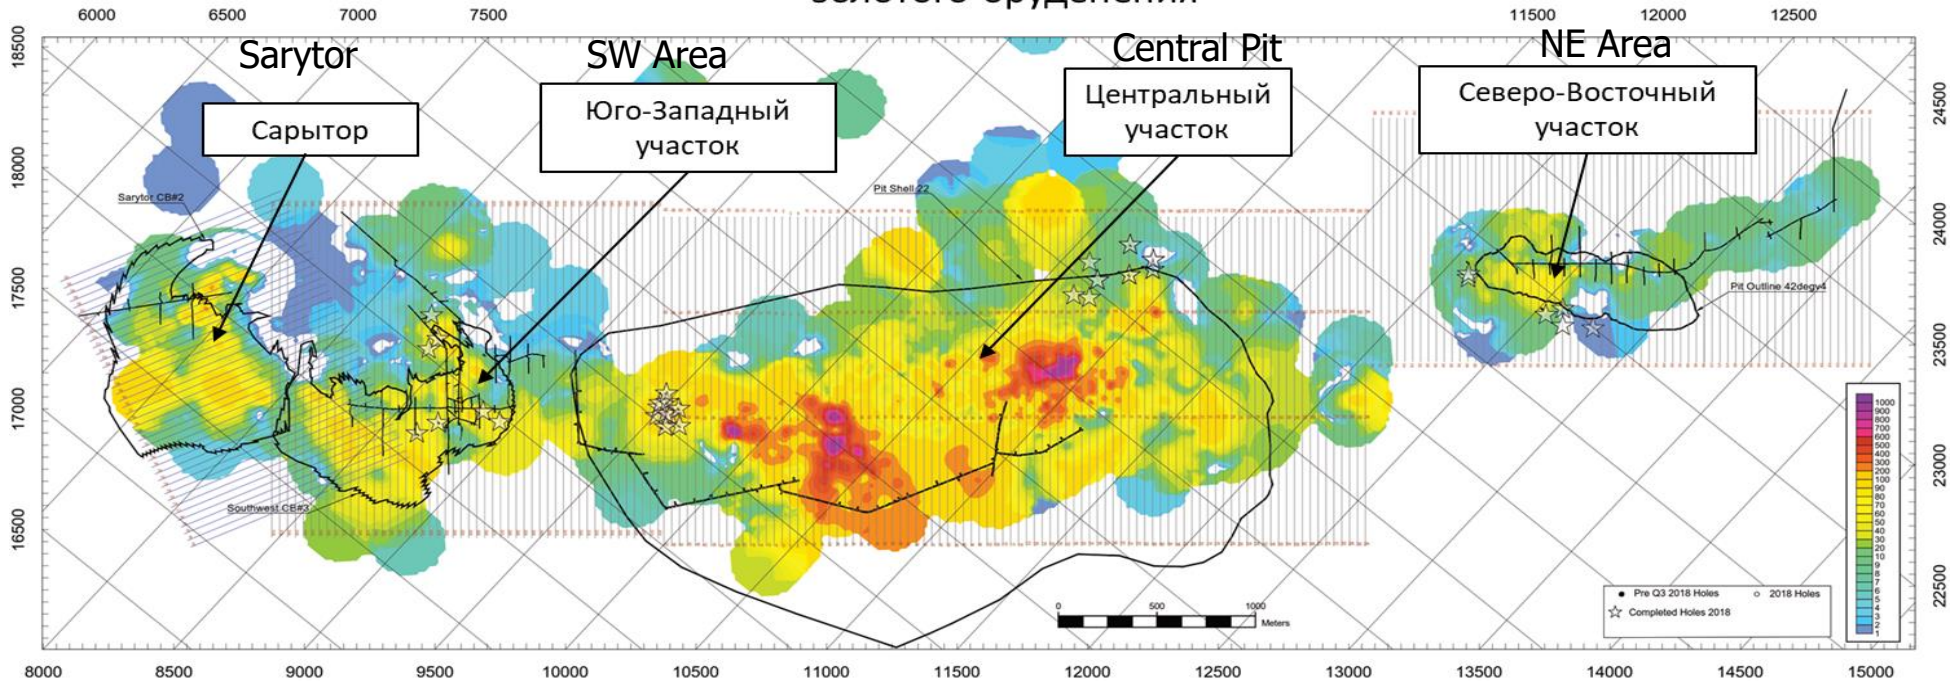 золотого оруденения
6000 6500 7000 7500 11500 12000 12500
Sarytor
SW Area
Central Pit
NE Area
Сарытор
Юго-Западный
участок
Центральный
участок
Северо-Восточный
участок
18500
18000
17500
17000
16500
24500
24000
23500
23000
22500
Sarytor CB#2
Pit Shell 22
Pit Outline 42degv4
Southwest CB#3
1000
900
800
700
600
500
400
300
200
100
90
80
70
60
50
40
30
20
10
9
8
7
6
5
4
3
2
1
Pre Q3 2018 Holes
2018 Holes
Completed Holes 2018
0 500 1000
Meters
8000 8500 9000 9500 10000 10500 11000 11500 12000 12500 13000 13500 14000 14500 15000